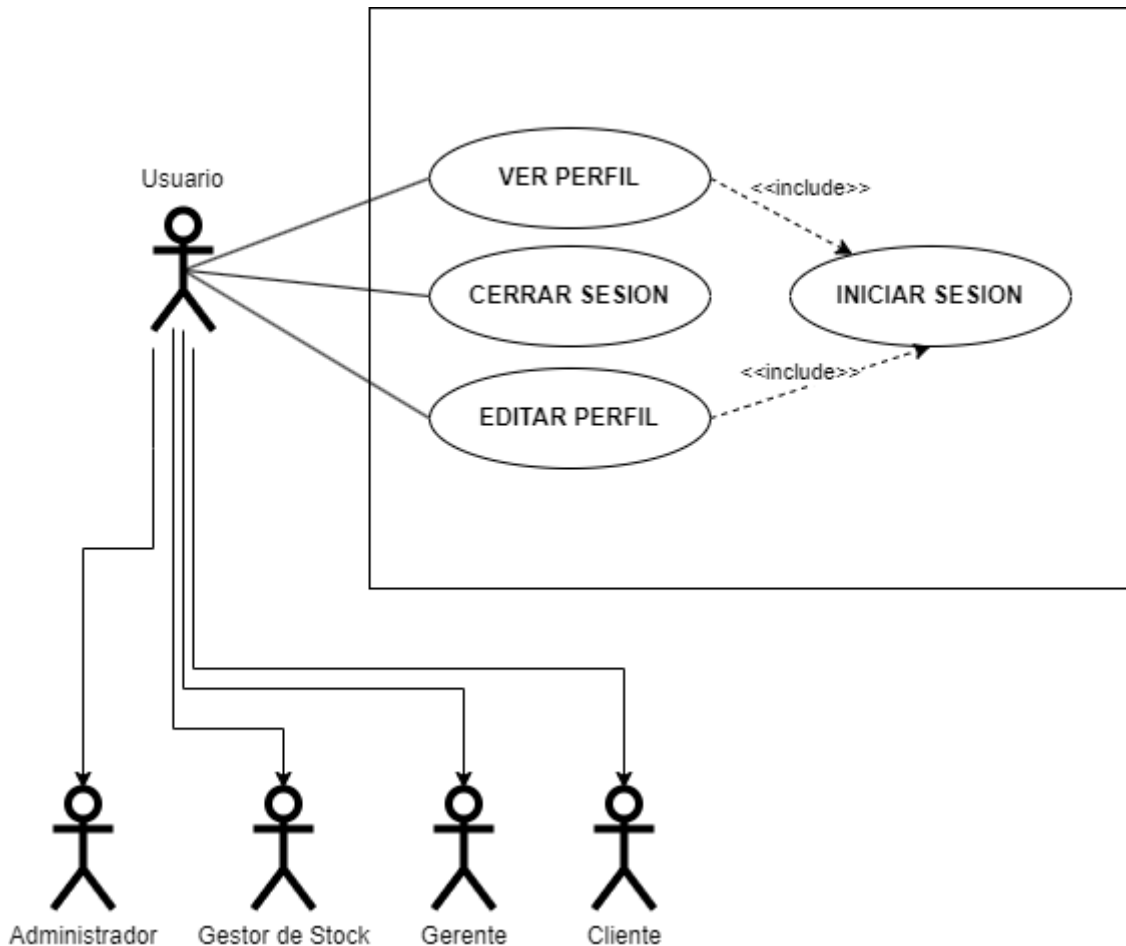 Usuario
VER PERFIL
<<include>>
CERRAR SESION
INICIAR SESION
<<include>>
EDITAR PERFIL
Administrador
Gestor de Stock
Gerente
Cliente